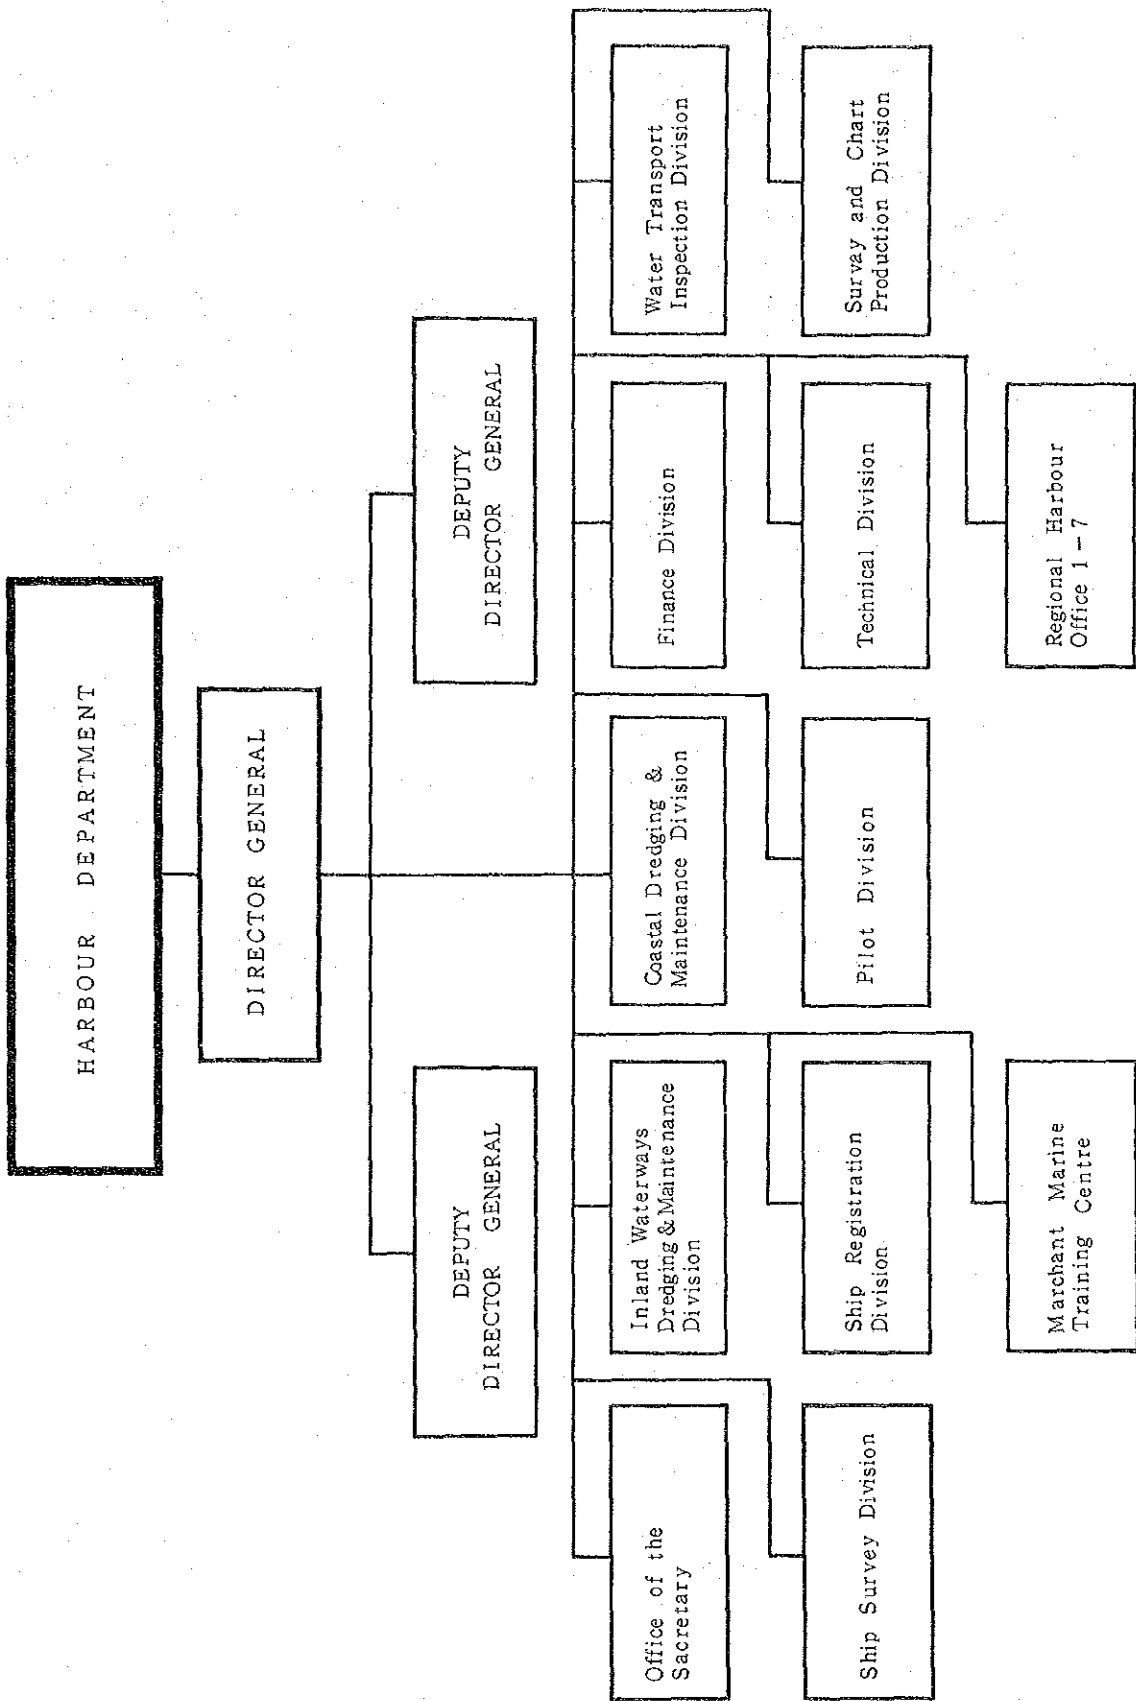 HARBOUR DEPARTMENT
DIRECTOR GENERAL
DEPUTY
DIRECTOR GENERAL
DEPUTY
DIRECTOR GENERAL
Office of the
Sacretary
Inland Waterways
Dredging & Maintenance
Division
Coastal Dredging &
Maintenance Division
Finance Division
Water Transport
Inspection Division
Ship Survey Division
Ship Registration
Division
Pilot Division
Technical Division
Survay and Chart
Production Division
Marchant Marine
Training Centre
Regional Harbour
Office 1-7